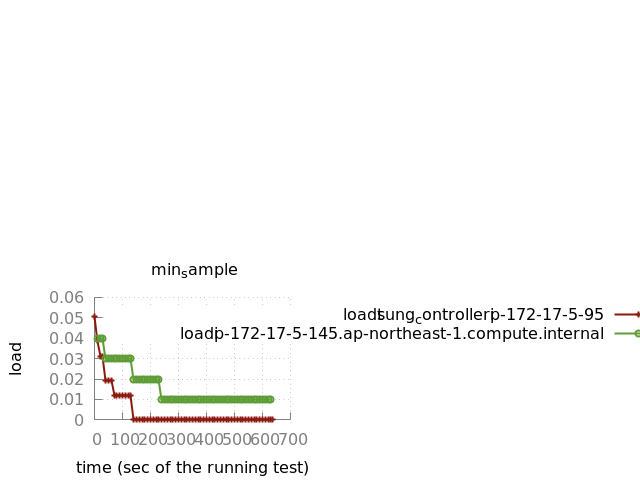 min_sample
0.06
0.05
0.04
0.03
0.02
0.01
0
load
0 100 200 300 400 500 600 700
time (sec of the running test)
load:tsung_controller:ip-172-17-5-95
load:ip-172-17-5-145.ap-northeast-1.compute.internal